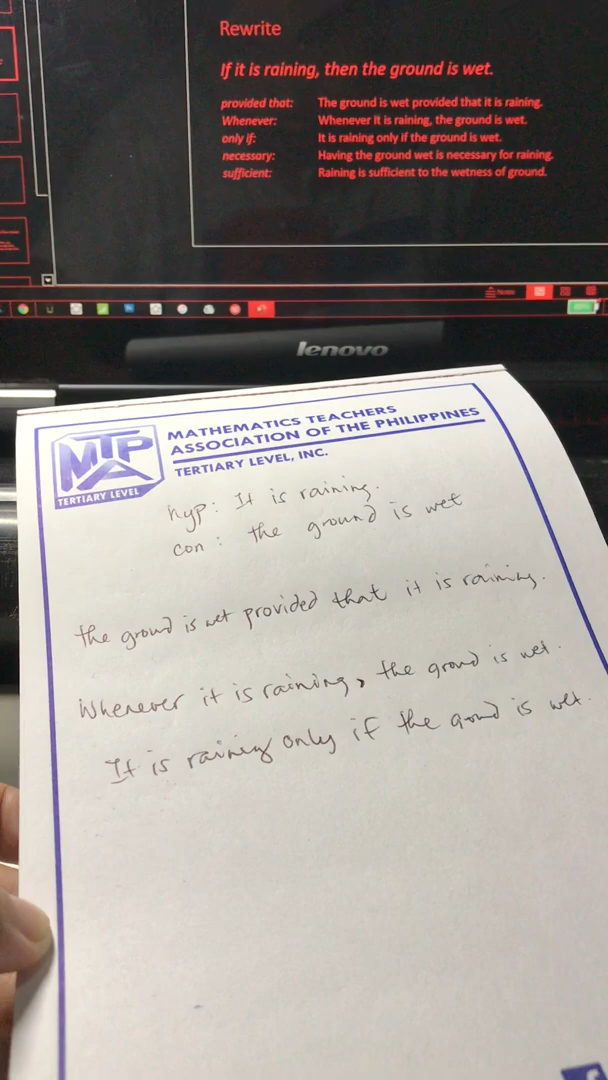 Rewrite
If it is raining, then the ground is wet.
provided that: The ground is wet provided that it is raining.
Whenever: Whenever it is raining, the ground is wet.
only if: It is raining only if the ground is wet.
necessary: Having the ground wet is necessary for raining.
sufficient: Raining is sufficient to the wetness of ground.
lenovo
MTAP
TERTIARY LEVEL
MATHEMATICS TEACHERS
ASSOCIATION OF THE PHILIPPINES
TERTIARY LEVEL, INC.
hyp: It is raining.
con: the ground is wet
the ground is wet provided that it is raining.
Whenever it is raining, the ground is wet.
It is raining only if the gound is wet.